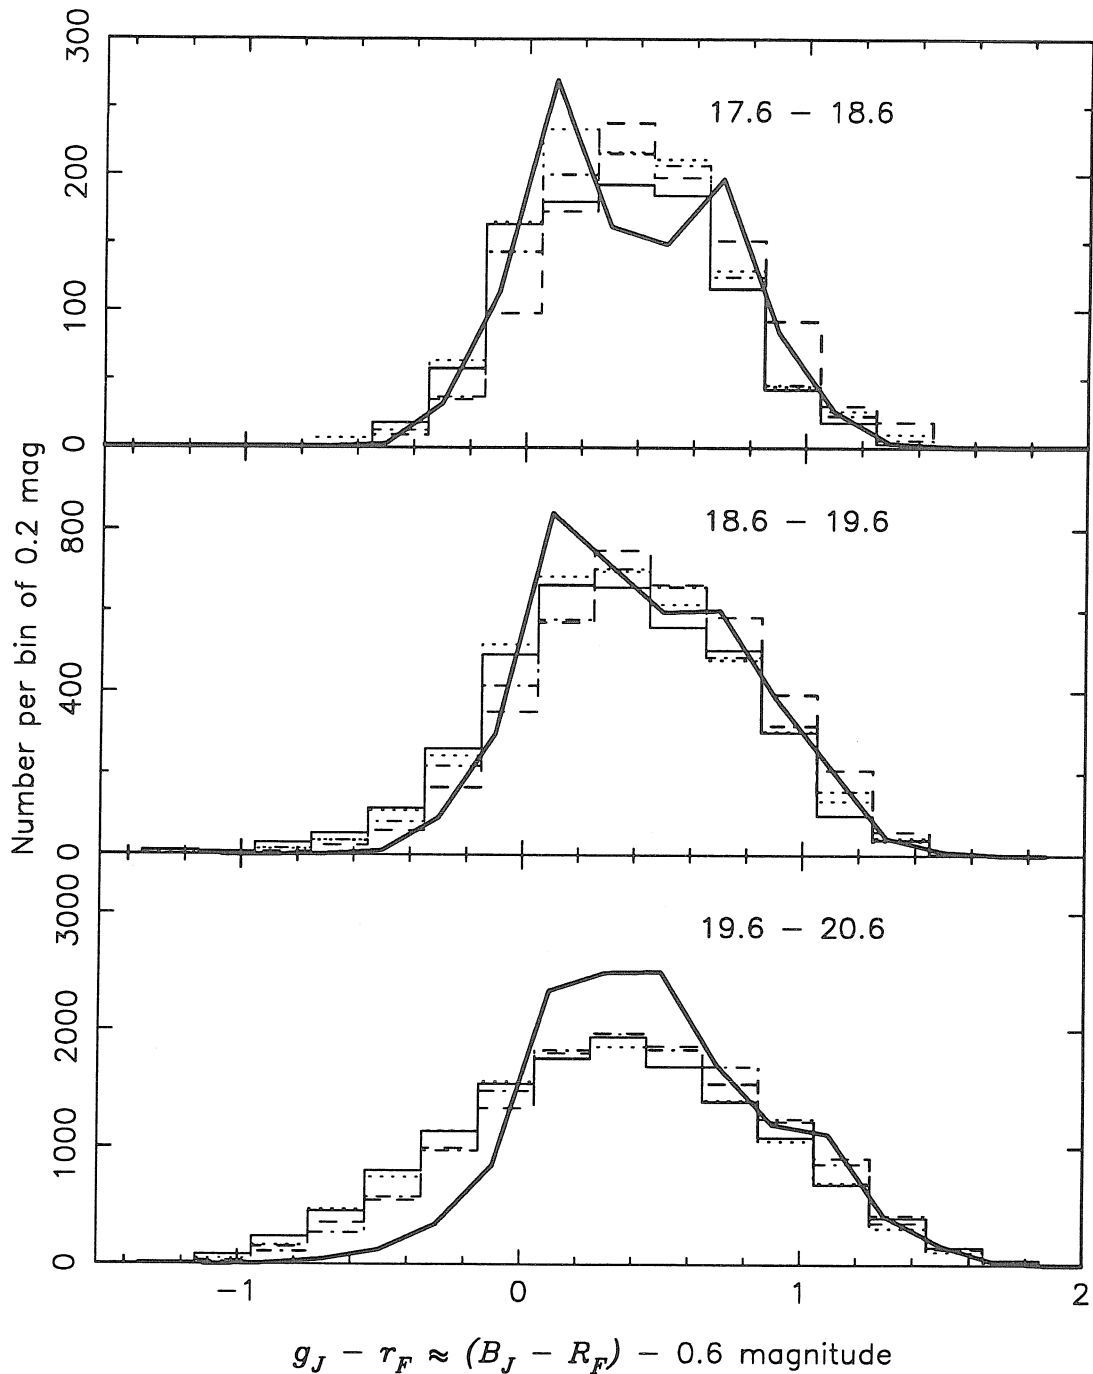 300
200
100
0
17.6 – 18.6
800
400
0
18.6 – 19.6
3000
2000
1000
0
19.6 – 20.6
Number per bin of 0.2 mag
−1 0 1 2
g_J − r_F ≈ (B_J − R_F) − 0.6 magnitude